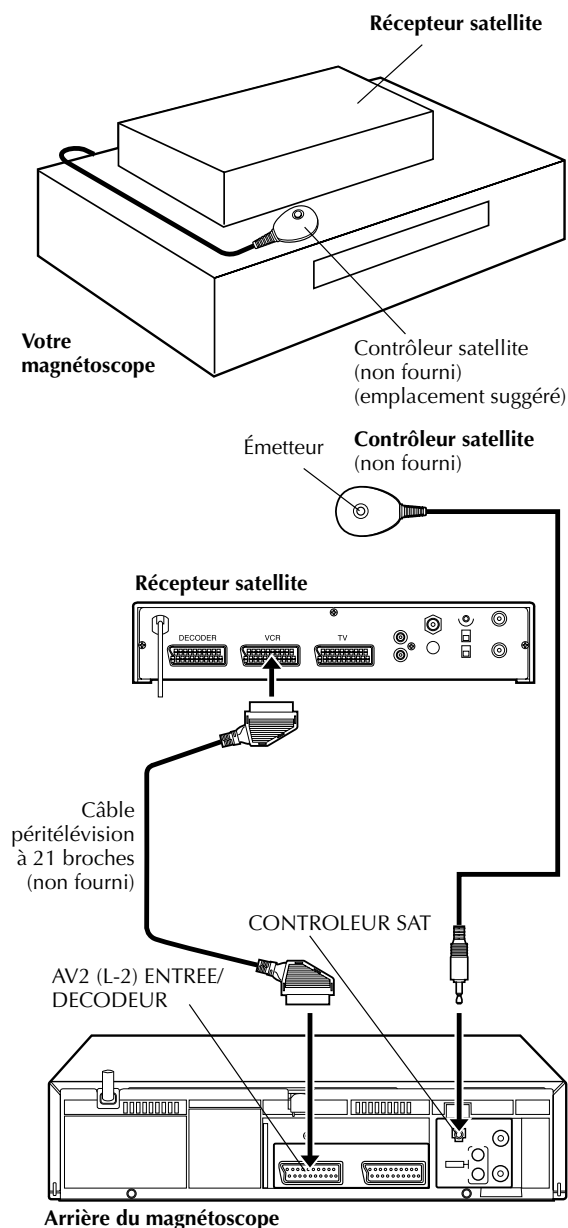 Récepteur satellite
Votre
magnétoscope
Contrôleur satellite
(non fourni)
(emplacement suggéré)
Émetteur
Contrôleur satellite
(non fourni)
Récepteur satellite
DECODER
VCR
TV
Câble
péritélévision
à 21 broches
(non fourni)
CONTROLEUR SAT
AV2 (L-2) ENTREE/
DECODEUR
Arrière du magnétoscope